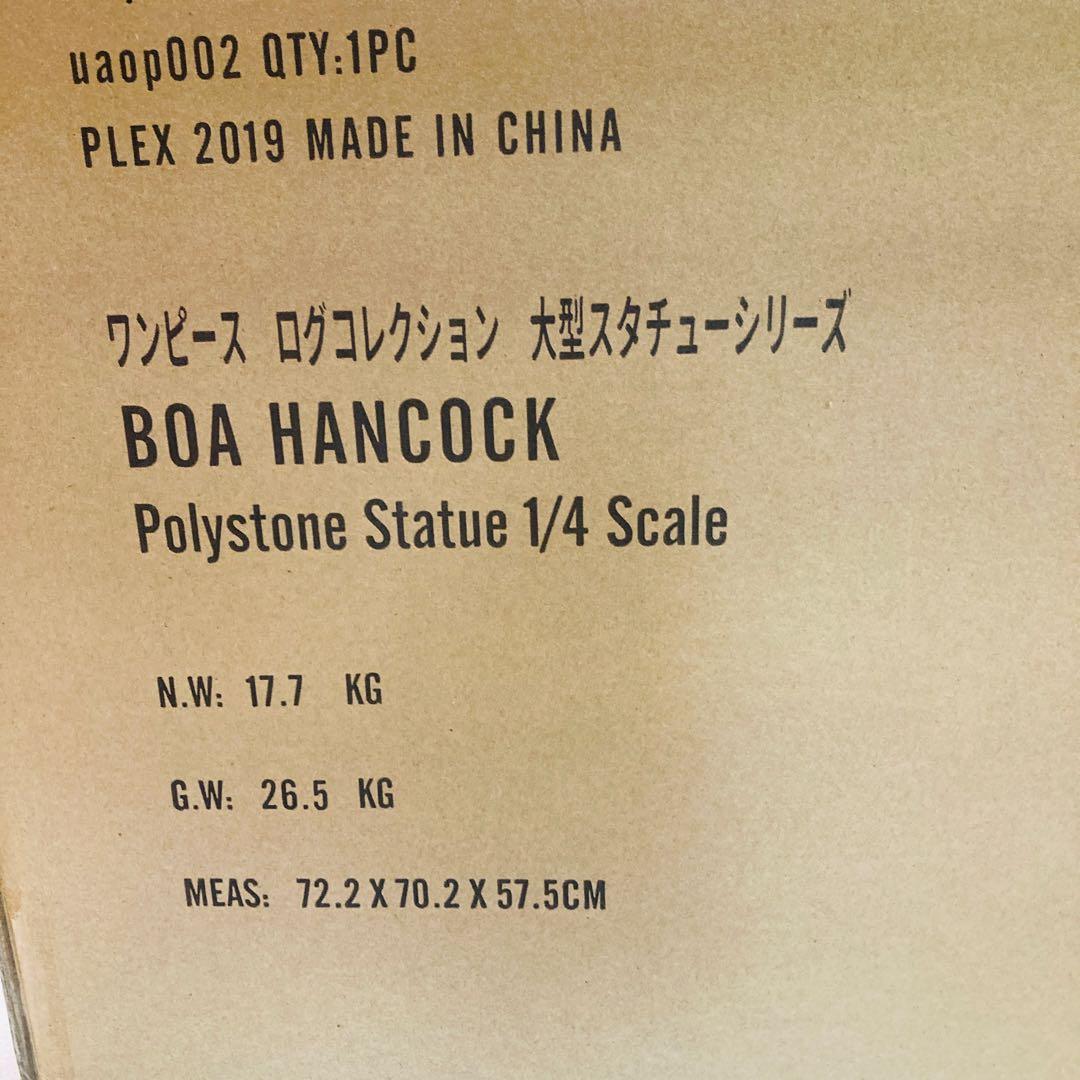 uaop002 QTY:1PC
PLEX 2019 MADE IN CHINA
ワンピース ログコレクション 大型スタチューシリーズ
BOA HANCOCK
Polystone Statue 1/4 Scale
N.W: 17.7 KG
G.W: 26.5 KG
MEAS: 72.2 X 70.2 X 57.5CM